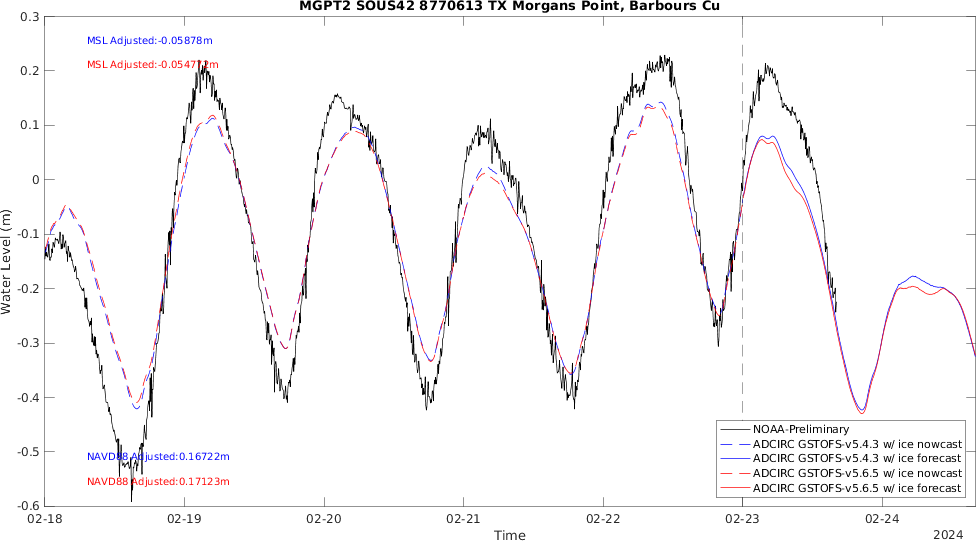 MGPT2 SOUS42 8770613 TX Morgans Point, Barbours Cu
0.3
0.2
0.1
0
-0.1
-0.2
-0.3
-0.4
-0.5
-0.6
Water Level (m)
MSL Adjusted:-0.05878m
MSL Adjusted:-0.05477m
NAVD88 Adjusted:0.16722m
NAVD88 Adjusted:0.17123m
NOAA-Preliminary
ADCIRC GSTOFS-v5.4.3 w/ ice nowcast
ADCIRC GSTOFS-v5.4.3 w/ ice forecast
ADCIRC GSTOFS-v5.6.5 w/ ice nowcast
ADCIRC GSTOFS-v5.6.5 w/ ice forecast
02-18
02-19
02-20
02-21
02-22
02-23
02-24
Time
2024